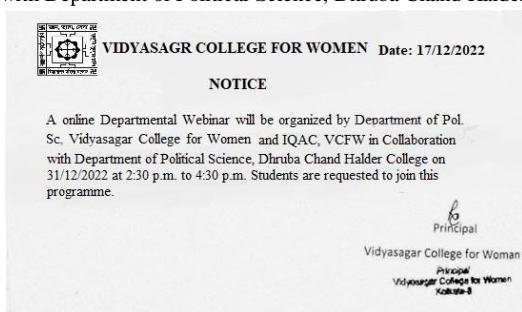 with Department of Political Science, Dhruba Chand Halder
VIDYASAGR COLLEGE FOR WOMEN Date: 17/12/2022
NOTICE
A online Departmental Webinar will be organized by Department of Pol.
Sc, Vidyasagar College for Women and IQAC, VCFW in Collaboration
with Department of Political Science, Dhruba Chand Halder College on
31/12/2022 at 2:30 p.m. to 4:30 p.m. Students are requested to join this
programme.
Principal
Vidyasagar College for Woman
Principal
Vidyasagar College for Women
Kolkata-6